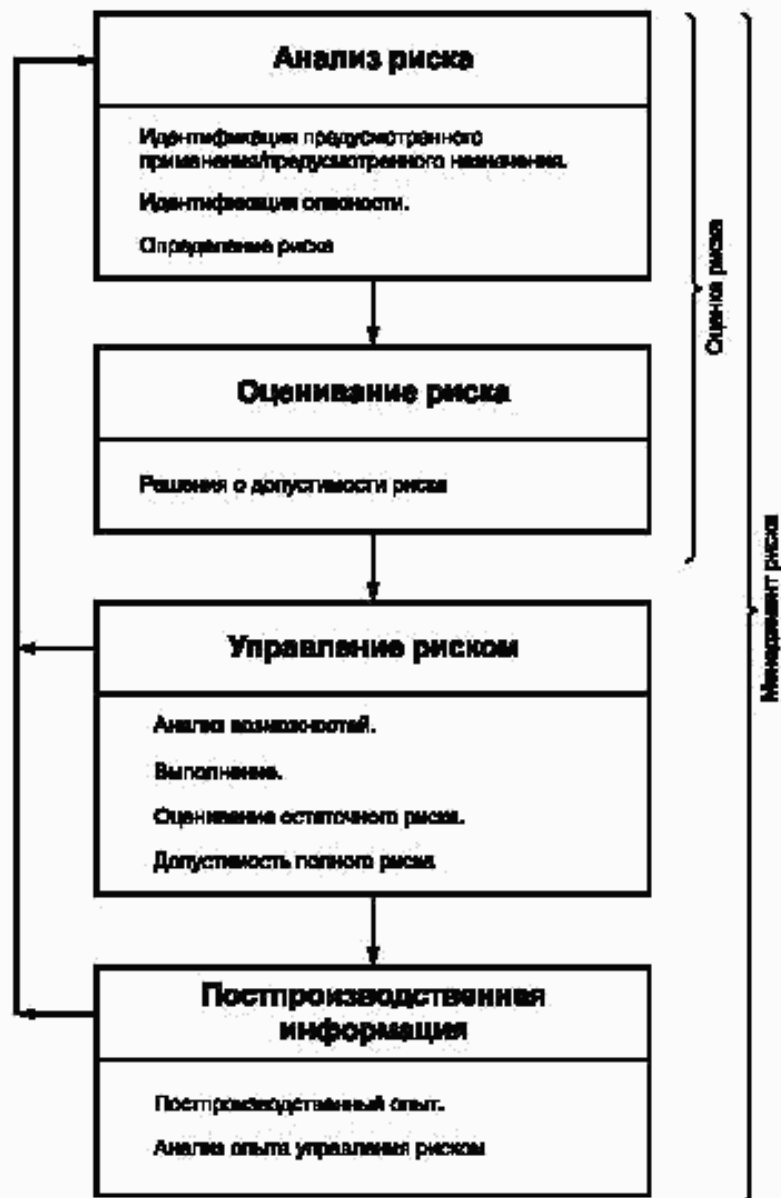 Анализ риска
Идентификация предусмотренного
применения/предусмотренного назначения.
Идентификация опасности.
Определение риска
Оценивание риска
Решения о допустимости риска
Управление риском
Анализ возможностей.
Выполнение.
Оценивание остаточного риска.
Допустимость полного риска
Постпроизводственная
информация
Постпроизводственный опыт.
Анализ опыта управления риском
Оценка риска
Менеджмент риска